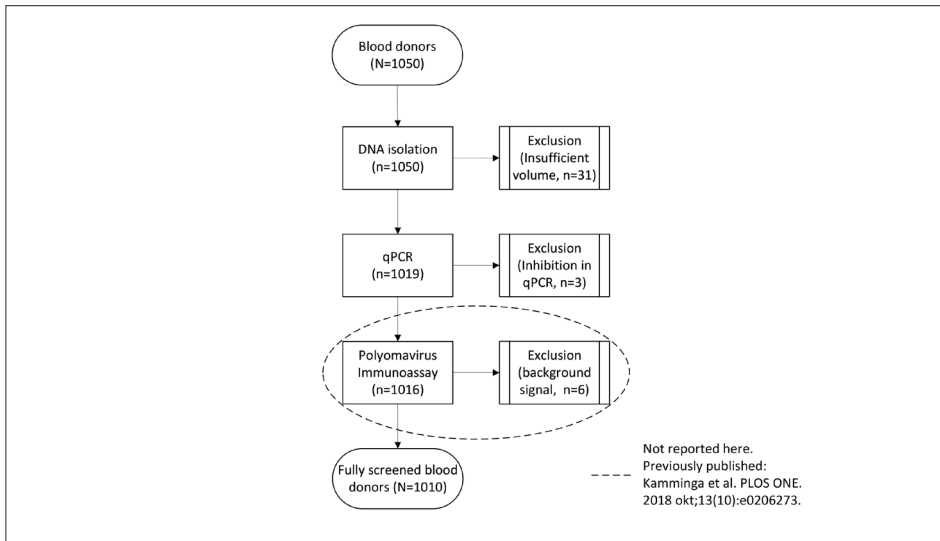 Blood donors
(N=1050)
DNA isolation
(n=1050)
Exclusion
(Insufficient
volume, n=31)
qPCR
(n=1019)
Exclusion
(Inhibition in
qPCR, n=3)
Polyomavirus
Immunoassay
(n=1016)
Exclusion
(background
signal, n=6)
Fully screened blood
donors (N=1010)
Not reported here.
Previously published:
Kamminga et al. PLOS ONE.
2018 okt;13(10):e0206273.